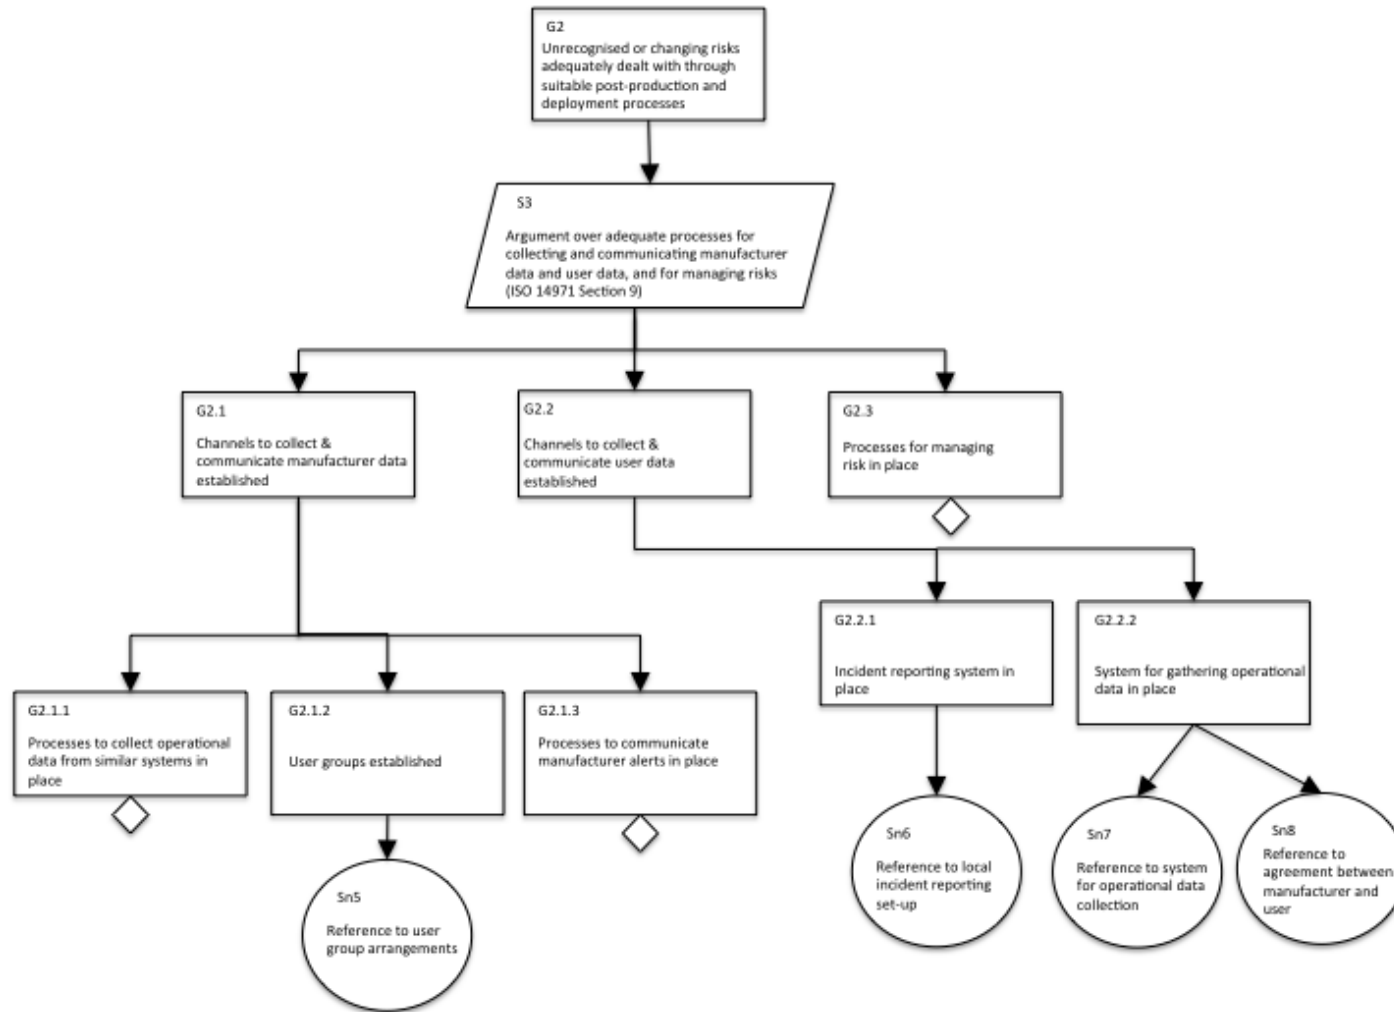 G2
Unrecognised or changing risks
adequately dealt with through
suitable post-production and
deployment processes
S3
Argument over adequate processes for
collecting and communicating manufacturer
data and user data, and for managing risks
(ISO 14971 Section 9)
G2.1
Channels to collect &
communicate manufacturer data
established
G2.2
Channels to collect &
communicate user data
established
G2.3
Processes for managing
risk in place
G2.2.1
Incident reporting system in
place
G2.2.2
System for gathering operational
data in place
G2.1.1
Processes to collect operational
data from similar systems in
place
G2.1.2
User groups established
G2.1.3
Processes to communicate
manufacturer alerts in place
Sn5
Reference to user
group arrangements
Sn6
Reference to local
incident reporting
set-up
Sn7
Reference to system
for operational data
collection
Sn8
Reference to
agreement between
manufacturer and
user